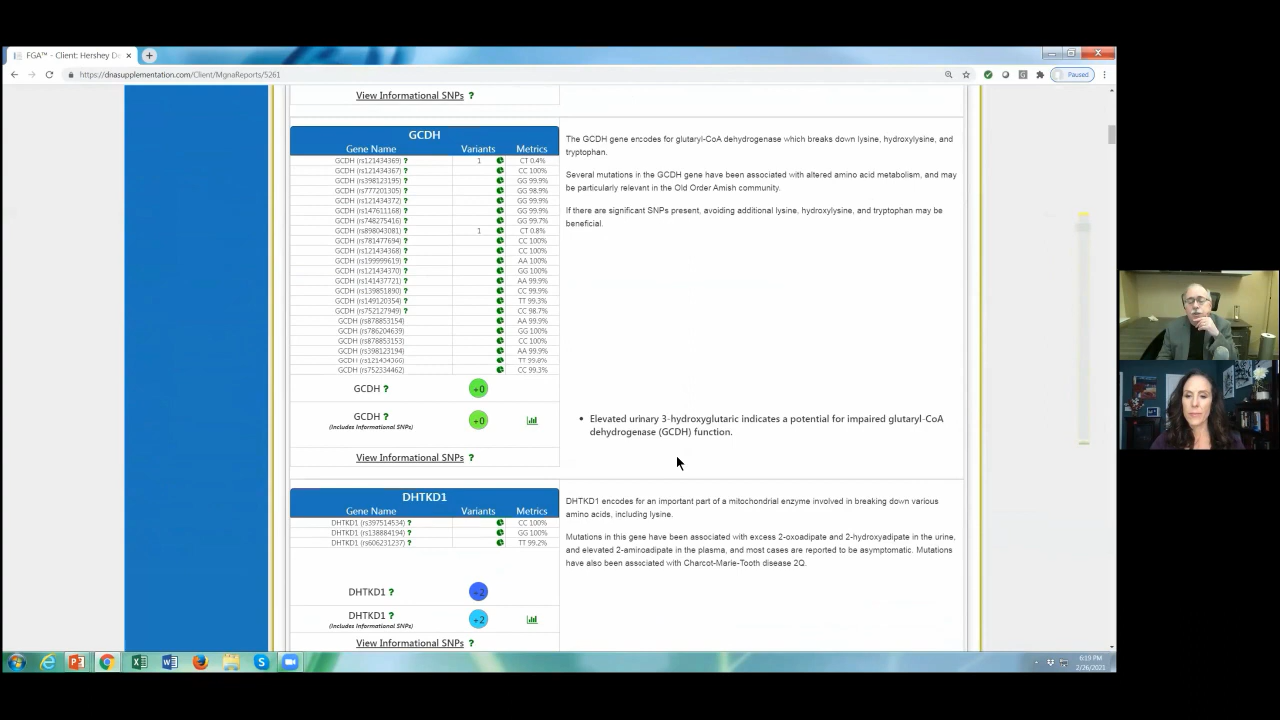 FGA™ - Client: Hershey De
https://dnasupplementation.com/Client/MgnaReports/5261
Paused
View Informational SNPs ?
GCDH
Gene Name Variants Metrics
GCDH (rs121434369) ? 1 CT 0.4%
GCDH (rs121434367) ? CC 100%
GCDH (rs398123195) ? GG 99.9%
GCDH (rs777201305) ? GG 98.9%
GCDH (rs121434372) ? GG 99.9%
GCDH (rs147611168) ? GG 99.9%
GCDH (rs748275416) ? GG 99.7%
GCDH (rs898043081) ? 1 CT 0.8%
GCDH (rs781477694) ? CC 100%
GCDH (rs121434368) ? CC 100%
GCDH (rs199999619) ? AA 100%
GCDH (rs121434370) ? GG 100%
GCDH (rs141437721) ? AA 99.9%
GCDH (rs139851890) ? CC 99.9%
GCDH (rs149120354) ? TT 99.3%
GCDH (rs752127949) ? CC 98.7%
GCDH (rs878853154) AA 99.9%
GCDH (rs786204639) GG 100%
GCDH (rs878853153) CC 100%
GCDH (rs398123194) AA 99.9%
GCDH (rs121434366) TT 99.8%
GCDH (rs752334462) CC 99.3%
GCDH ? +0
GCDH ? +0
(Includes Informational SNPs)
View Informational SNPs ?
The GCDH gene encodes for glutaryl-CoA dehydrogenase which breaks down lysine, hydroxylysine, and
tryptophan.
Several mutations in the GCDH gene have been associated with altered amino acid metabolism, and may
be particularly relevant in the Old Order Amish community.
If there are significant SNPs present, avoiding additional lysine, hydroxylysine, and tryptophan may be
beneficial.
• Elevated urinary 3-hydroxyglutaric indicates a potential for impaired glutaryl-CoA
dehydrogenase (GCDH) function.
DHTKD1
Gene Name Variants Metrics
DHTKD1 (rs397514534) ? CC 100%
DHTKD1 (rs138884194) ? GG 100%
DHTKD1 (rs606231237) ? TT 99.2%
DHTKD1 ? +2
DHTKD1 ? +2
(Includes Informational SNPs)
View Informational SNPs ?
DHTKD1 encodes for an important part of a mitochondrial enzyme involved in breaking down various
amino acids, including lysine.
Mutations in this gene have been associated with excess 2-oxoadipate and 2-hydroxyadipate in the urine,
and elevated 2-aminoadipate in the plasma, and most cases are reported to be asymptomatic. Mutations
have also been associated with Charcot-Marie-Tooth disease 2Q.
6:19 PM
2/26/2021